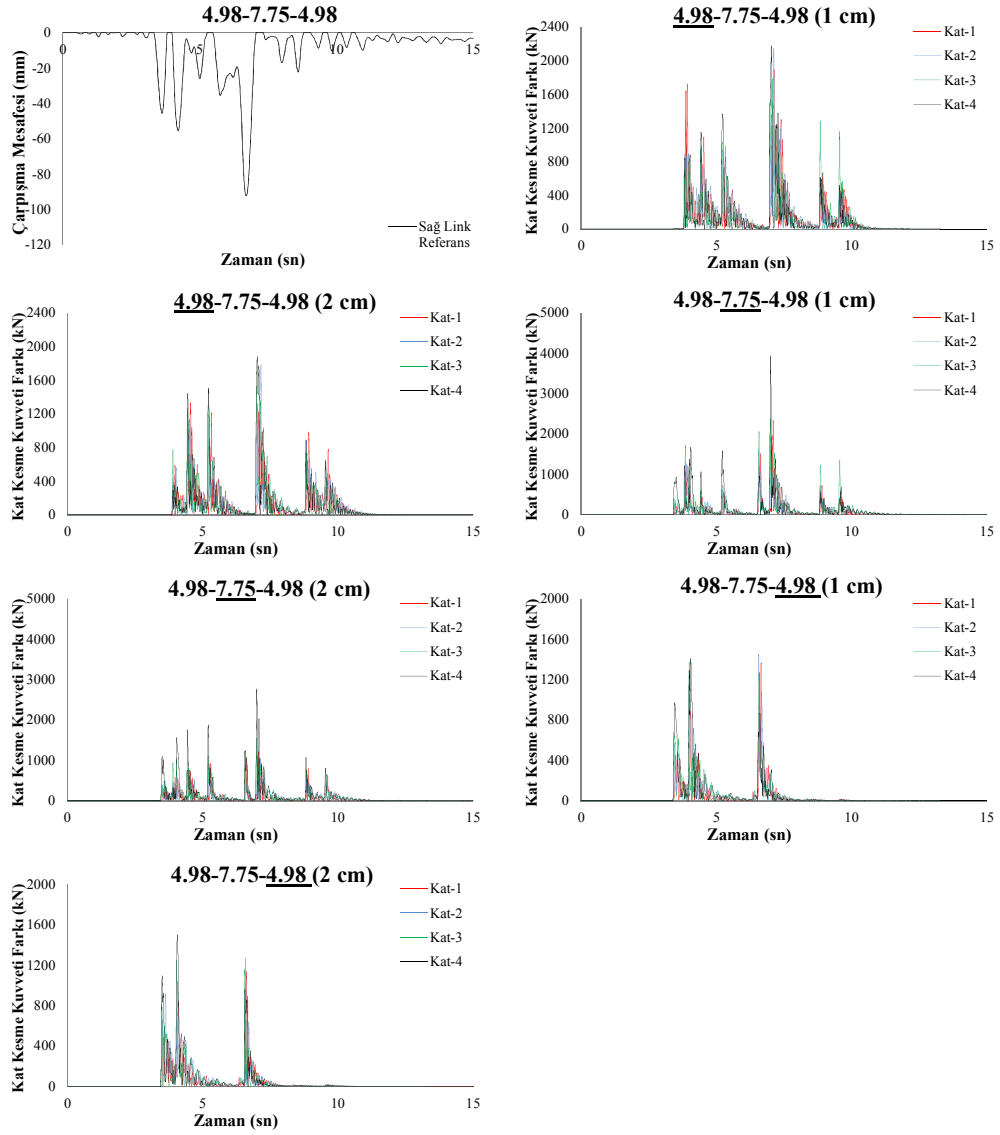 4.98-7.75-4.98
Çarpışma Mesafesi (mm)
0
-20
-40
-60
-80
-100
-120
0
5
10
15
Sağ Link
Referans
Zaman (sn)
4.98-7.75-4.98 (1 cm)
Kat Kesme Kuvveti Farkı (kN)
2400
2000
1600
1200
800
400
0
0
5
10
15
Kat-1
Kat-2
Kat-3
Kat-4
Zaman (sn)
4.98-7.75-4.98 (2 cm)
Kat Kesme Kuvveti Farkı (kN)
2400
2000
1600
1200
800
400
0
0
5
10
15
Kat-1
Kat-2
Kat-3
Kat-4
Zaman (sn)
4.98-7.75-4.98 (1 cm)
Kat Kesme Kuvveti Farkı (kN)
5000
4000
3000
2000
1000
0
0
5
10
15
Kat-1
Kat-2
Kat-3
Kat-4
Zaman (sn)
4.98-7.75-4.98 (2 cm)
Kat Kesme Kuvveti Farkı (kN)
5000
4000
3000
2000
1000
0
0
5
10
15
Kat-1
Kat-2
Kat-3
Kat-4
Zaman (sn)
4.98-7.75-4.98 (1 cm)
Kat Kesme Kuvveti Farkı (kN)
2000
1600
1200
800
400
0
0
5
10
15
Kat-1
Kat-2
Kat-3
Kat-4
Zaman (sn)
4.98-7.75-4.98 (2 cm)
Kat Kesme Kuvveti Farkı (kN)
2000
1600
1200
800
400
0
0
5
10
15
Kat-1
Kat-2
Kat-3
Kat-4
Zaman (sn)